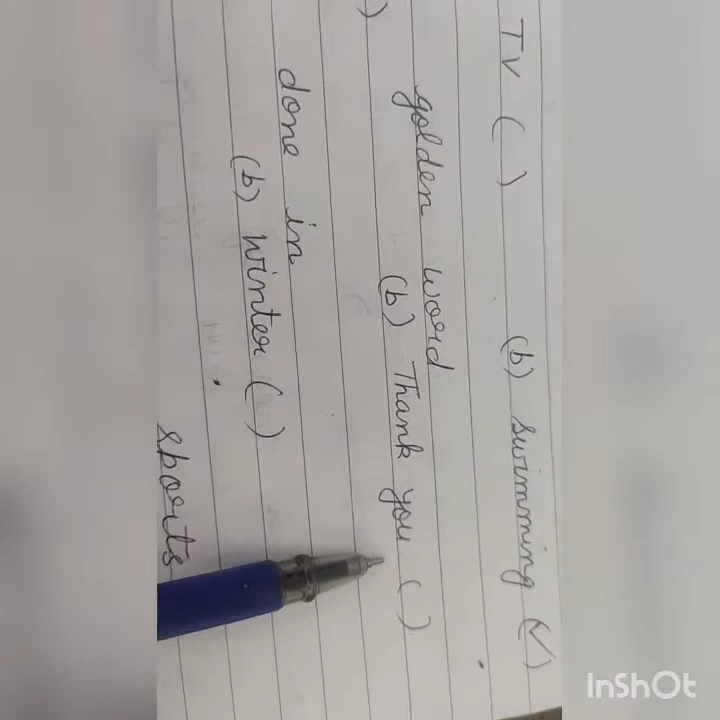 TV ( ) (b) swimming (✓)
golden word
(b) Thank you ( )
done in
(b) winter ( )
sports
InShOt